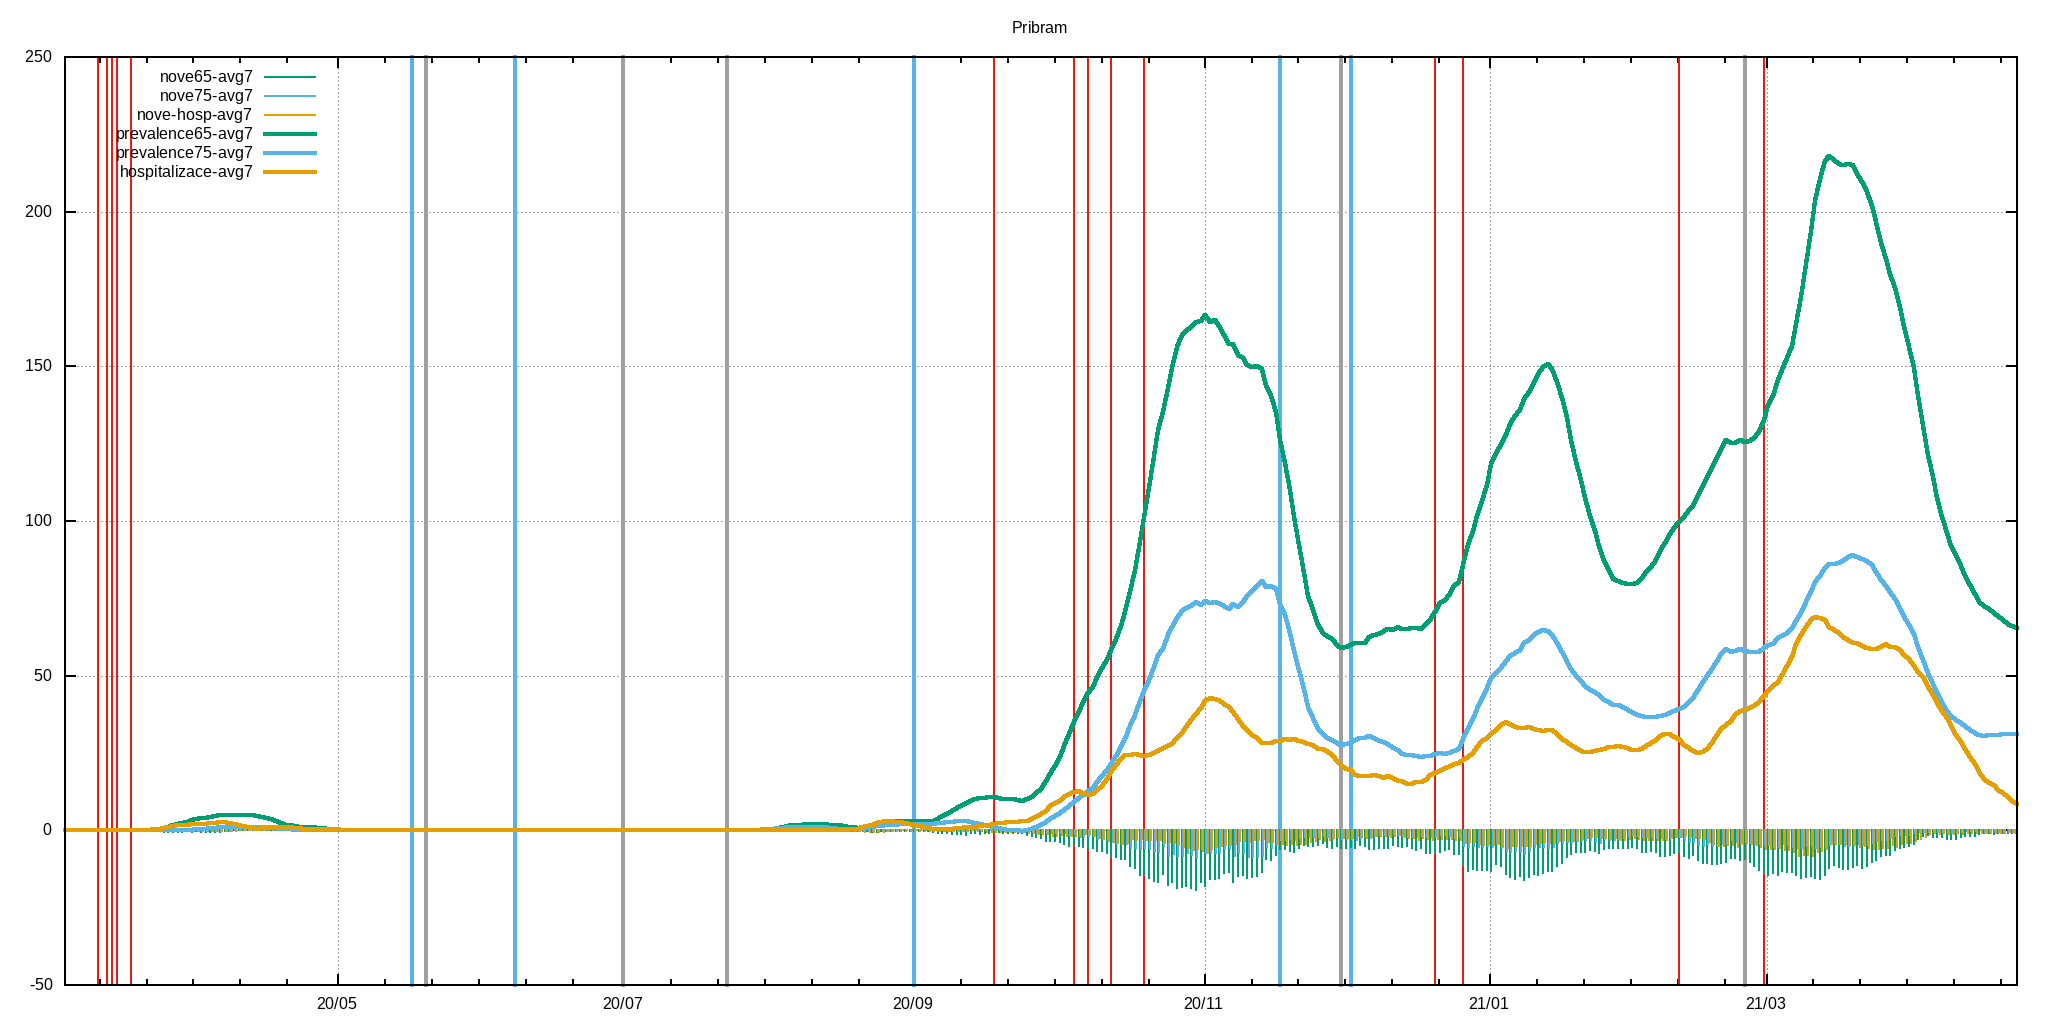 Pribram
250
200
150
100
50
0
-50
nove65-avg7
nove75-avg7
nove-hosp-avg7
prevalence65-avg7
prevalence75-avg7
hospitalizace-avg7
20/05
20/07
20/09
20/11
21/01
21/03